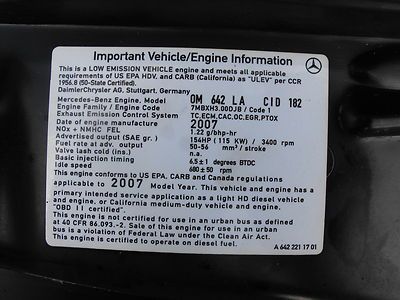 Important Vehicle/Engine Information
This is a LOW EMISSION VEHICLE engine and meets all applicable
requirements of US EPA HDV, and CARB (California) as "ULEV" per CCR
1956.8 (50-State Certified).
DaimlerChrysler AG, Stuttgart, Germany
Mercedes-Benz Engine, Model OM 642 LA CID 182
Engine Family 7MBXH3.00DJB / Code 1
Exhaust Emission Control System TC,ECM,CAC,OC,EGR,PTOX
Date of manufacture 2007
NOx + NMHC FEL 1.22 g/bhp-hr
Advertised output (SAE gr.) 154HP (115 KW) / 3400 rpm
Fuel rate at adv. output 50-56 mm³/stroke
Valve lash cold (ins.) n.a.
Initial injection timing 6.5±1 degrees BTDC
Idle speed 680±50 rpm
This engine conforms to US EPA, CARB and Canada regulations
applicable to 2007 Model Year. This vehicle and engine has a
primary intended service application as a light HD diesel vehicle
or, California medium-duty vehicle and engine.
"OBD II certified"
This engine is not certified for use in an urban bus as defined
at 40 CFR 86.093-2. Sales of this engine for use in an urban bus
is a violation of Federal Law under the Clean Air Act.
This engine is certified to operate on diesel fuel.
A 642 221 17 01